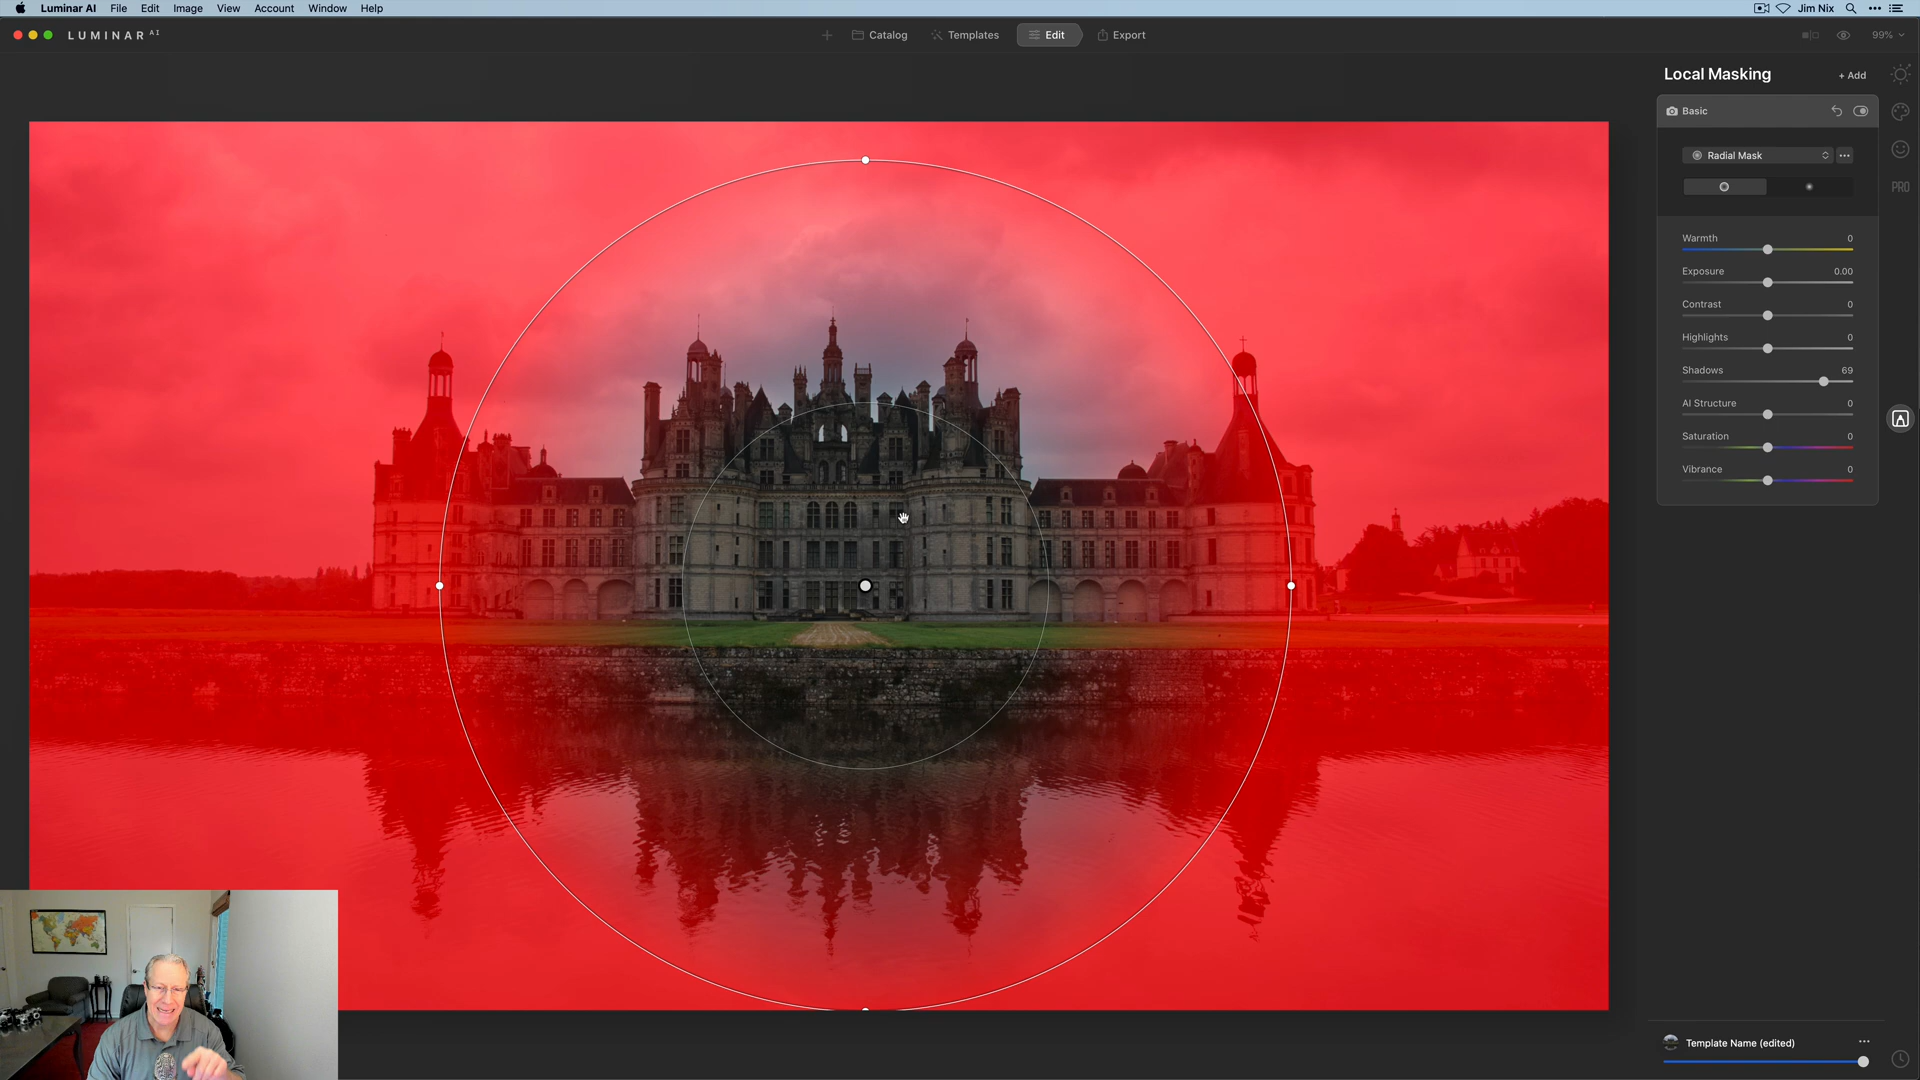 Luminar AI File Edit Image View Account Window Help Jim Nix
LUMINAR AI Catalog Templates Edit Export 99%
Local Masking + Add
Basic
Radial Mask
PRO
Warmth 0
Exposure 0.00
Contrast 0
Highlights 0
Shadows 69
AI Structure 0
Saturation 0
Vibrance 0
Template Name (edited)